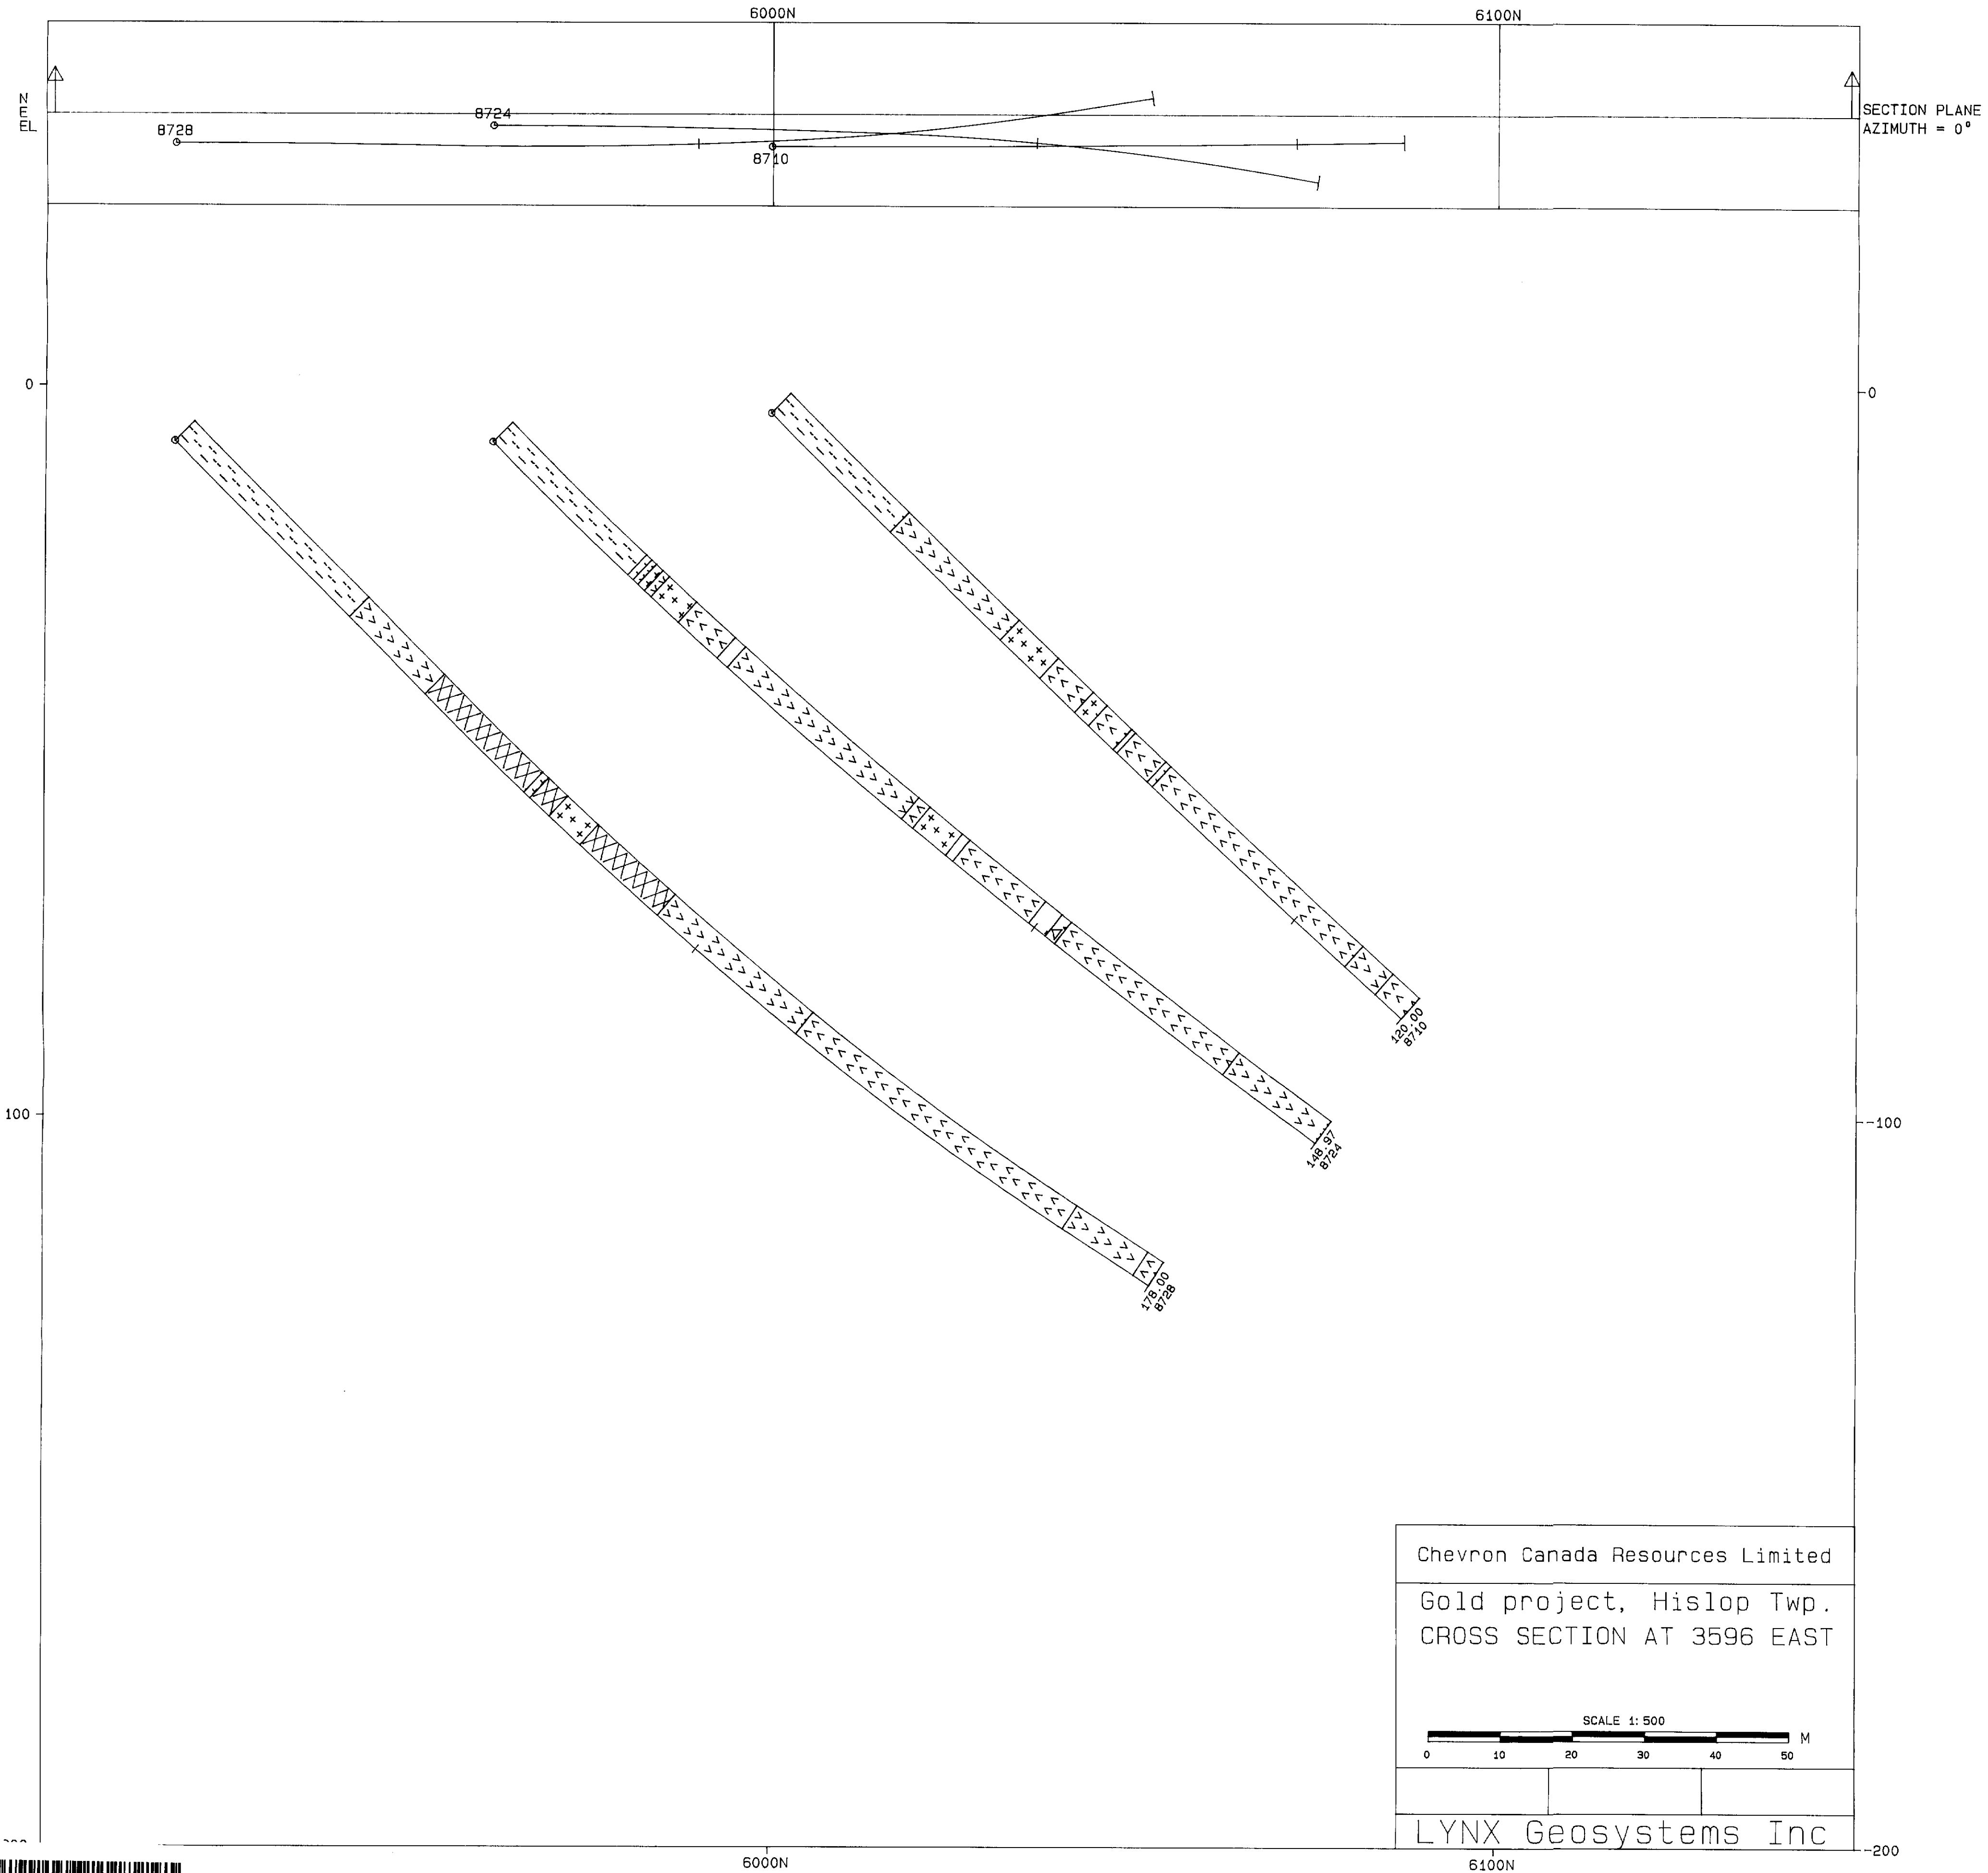 6000N
6100N
N
E
EL
8728
8724
8710
SECTION PLANE
AZIMUTH = 0°
0
0
120.00
8710
100
-100
148.97
8724
178.00
8728
Chevron Canada Resources Limited
Gold project, Hislop Twp.
CROSS SECTION AT 3596 EAST
SCALE 1:500
M
0 10 20 30 40 50
LYNX Geosystems Inc
6000N
6100N
-200